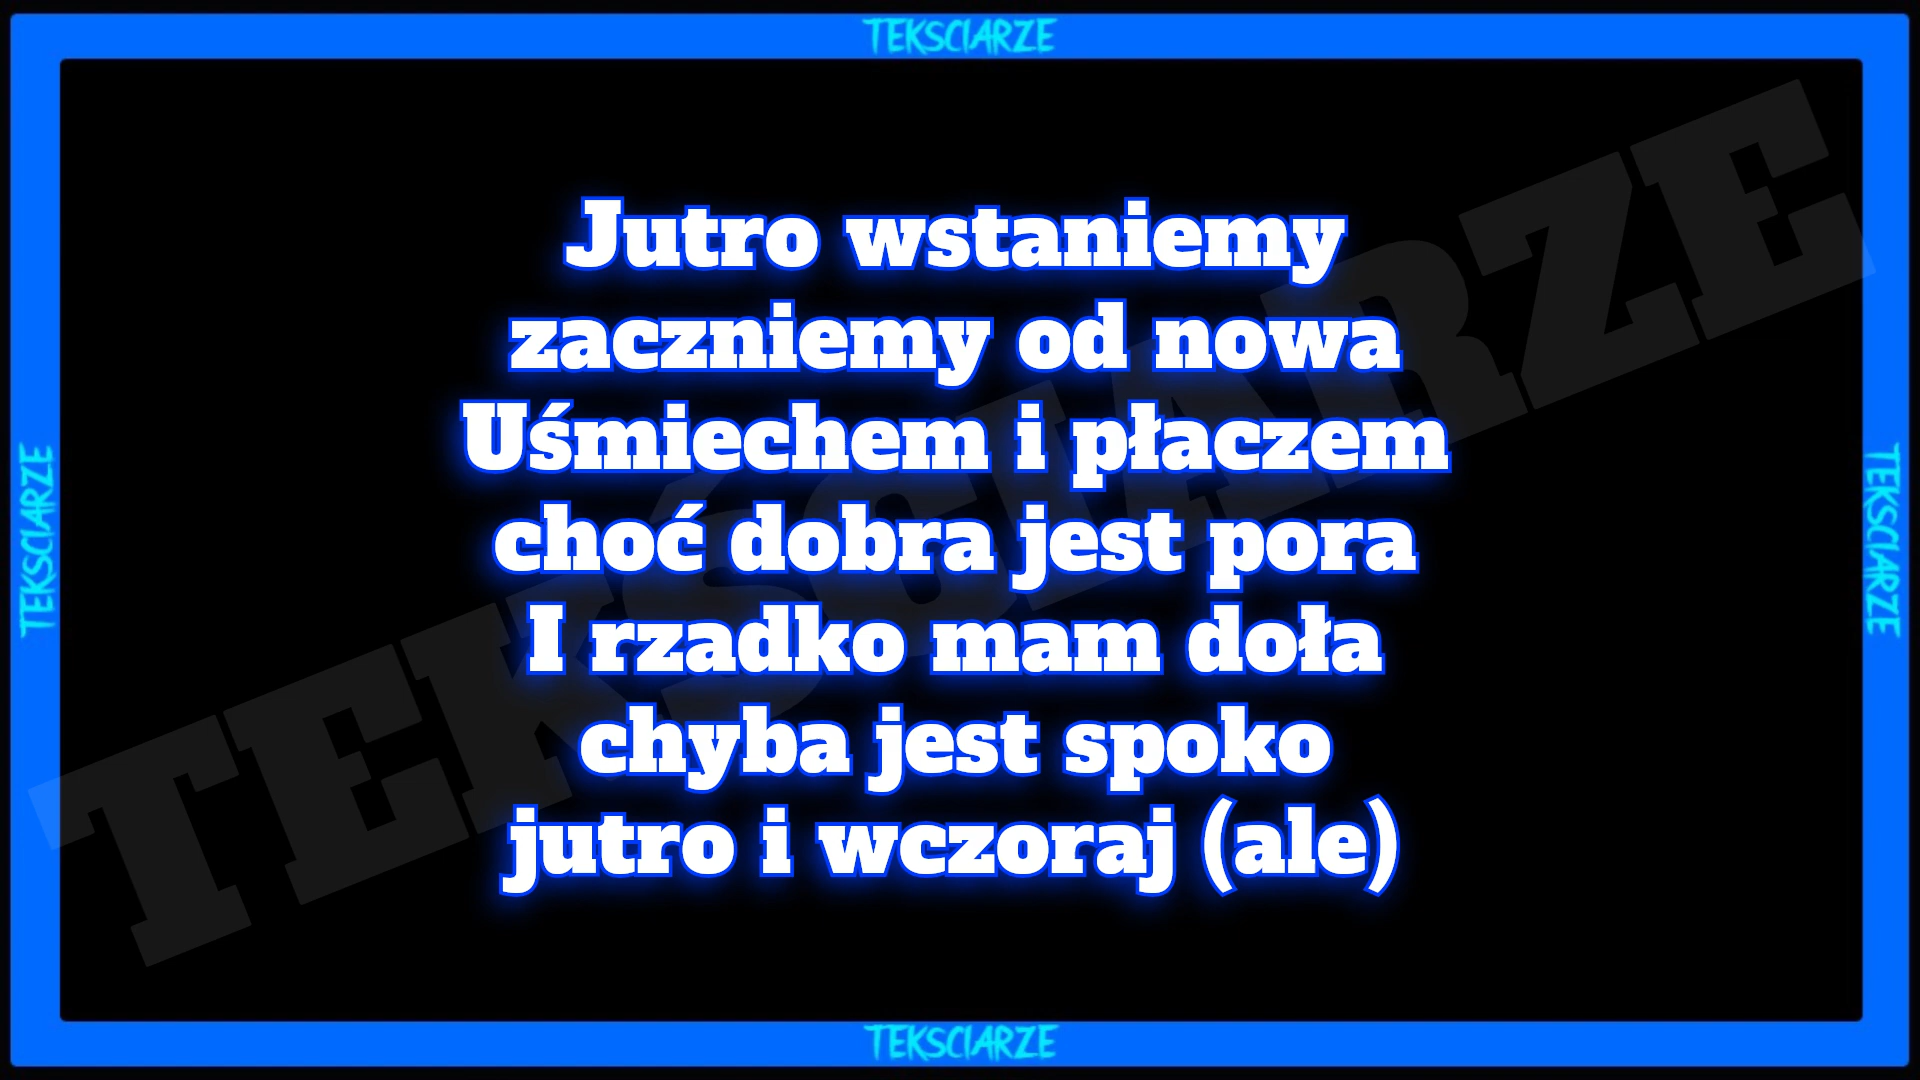 TEKSCIARZE
Jutro wstaniemy
zaczniemy od nowa
Uśmiechem i płaczem
choć dobra jest pora
I rzadko mam doła
chyba jest spoko
jutro i wczoraj (ale)
TEKŚCIARZE
TEKSCIARZE
TEKSCIARZE
TEKSCIARZE